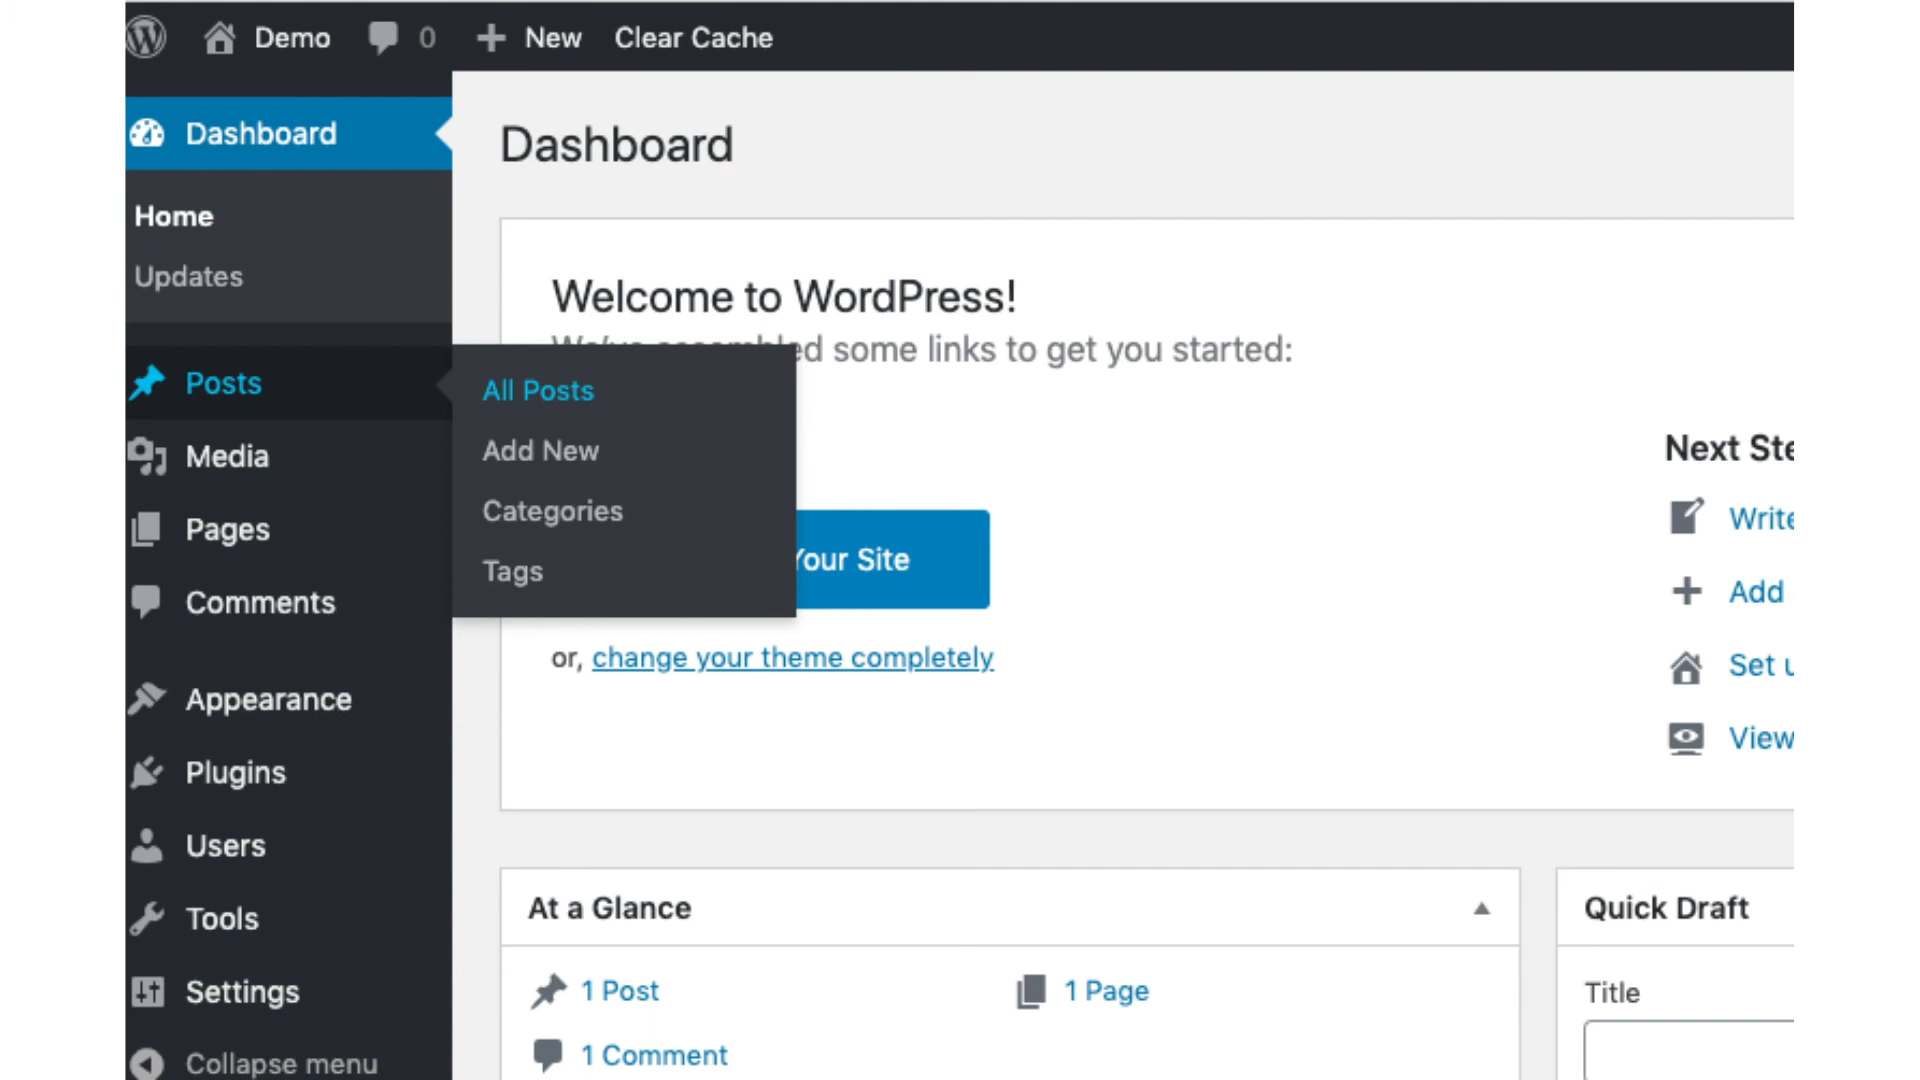 Demo 0 New Clear Cache
Dashboard
Home
Updates
Posts
Media
Pages
Comments
Appearance
Plugins
Users
Tools
Settings
Collapse menu
All Posts
Add New
Categories
Tags
Dashboard
Welcome to WordPress!
some links to get you started:
Your Site
or, change your theme completely
Next
Write
Add
Set
View
At a Glance
1 Post
1 Page
1 Comment
Quick Draft
Title